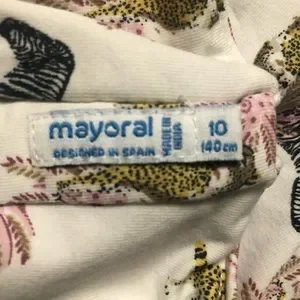 mayoral
DESIGNED IN SPAIN
MADE IN
INDIA
10
140cm